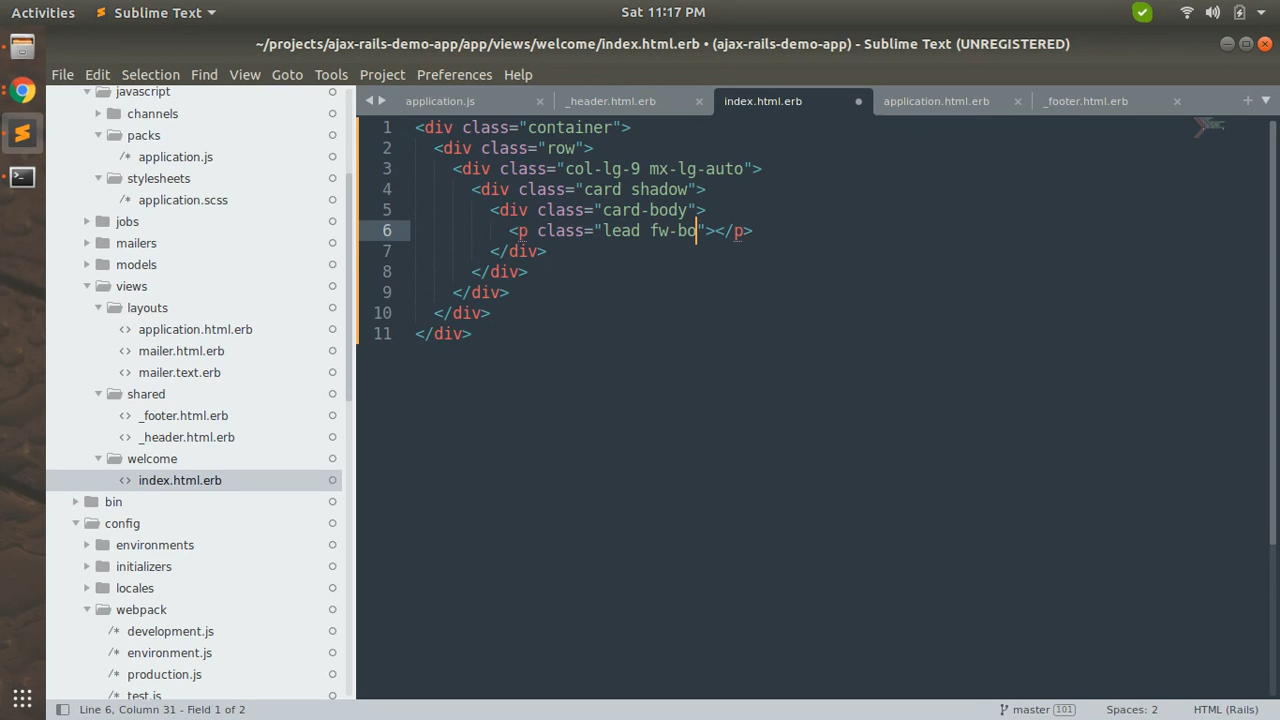 Activities Sublime Text Sat 11:17 PM
~/projects/ajax-rails-demo-app/app/views/welcome/index.html.erb • (ajax-rails-demo-app) - Sublime Text (UNREGISTERED)
File Edit Selection Find View Goto Tools Project Preferences Help
application.js _header.html.erb index.html.erb application.html.erb _footer.html.erb
javascript
channels
packs
/* application.js
stylesheets
/* application.scss
jobs
mailers
models
views
layouts
<> application.html.erb
<> mailer.html.erb
<> mailer.text.erb
shared
<> _footer.html.erb
<> _header.html.erb
welcome
<> index.html.erb
bin
config
environments
initializers
locales
webpack
/* development.js
/* environment.js
/* production.js
/* test.js
1 <div class="container">
2 <div class="row">
3 <div class="col-lg-9 mx-lg-auto">
4 <div class="card shadow">
5 <div class="card-body">
6 <p class="lead fw-bo"></p>
7 </div>
8 </div>
9 </div>
10 </div>
11 </div>
Line 6, Column 31 - Field 1 of 2 master 101 Spaces: 2 HTML (Rails)